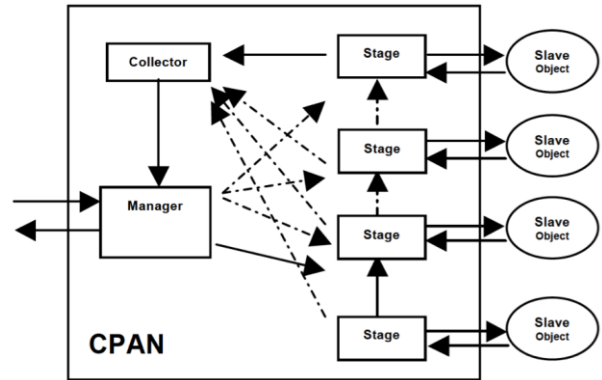 Collector
Stage
Slave
Object
Stage
Slave
Object
Manager
Stage
Slave
Object
CPAN
Stage
Slave
Object